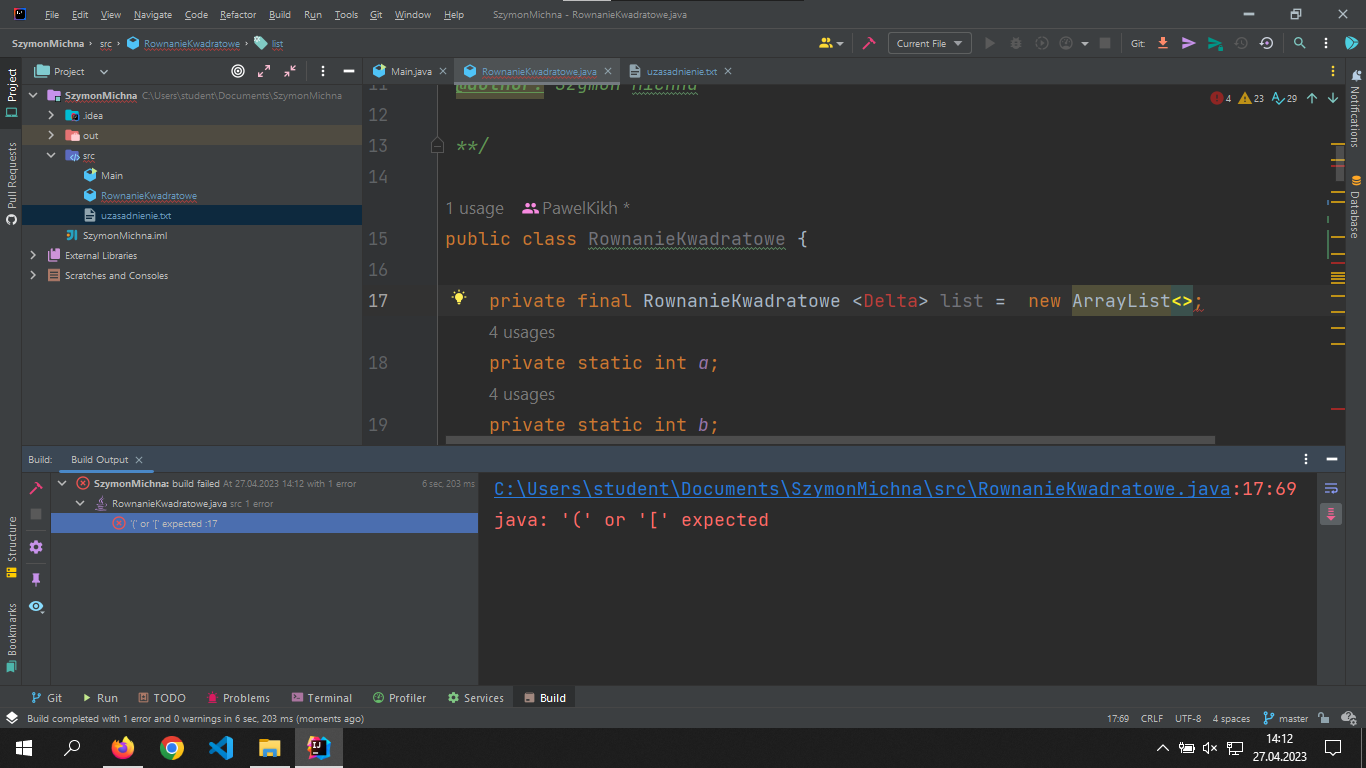 File Edit View Navigate Code Refactor Build Run Tools Git Window Help SzymonMichna - RownanieKwadratowe.java
SzymonMichna src RownanieKwadratowe list Current File Git:
Project Main.java RownanieKwadratowe.java uzasadnienie.txt
SzymonMichna C:\Users\student\Documents\SzymonMichna
.idea
out
src
Main
RownanieKwadratowe
uzasadnienie.txt
SzymonMichna.iml
External Libraries
Scratches and Consoles
Project
Pull Requests
Structure
Bookmarks
4 23 29
11 @author: Szymon Michna
12
13 **/
14
1 usage PawelKikh *
15 public class RownanieKwadratowe {
16
17 private final RownanieKwadratowe <Delta> list =  new ArrayList<>;
4 usages
18 private static int a;
4 usages
19 private static int b;
Notifications
Database
Build: Build Output
SzymonMichna: build failed At 27.04.2023 14:12 with 1 error 6 sec, 203 ms
RownanieKwadratowe.java src 1 error
'(' or '[' expected :17
C:\Users\student\Documents\SzymonMichna\src\RownanieKwadratowe.java:17:69
java: '(' or '[' expected
Git Run TODO Problems Terminal Profiler Services Build
Build completed with 1 error and 0 warnings in 6 sec, 203 ms (moments ago) 17:69 CRLF UTF-8 4 spaces master
14:12
27.04.2023